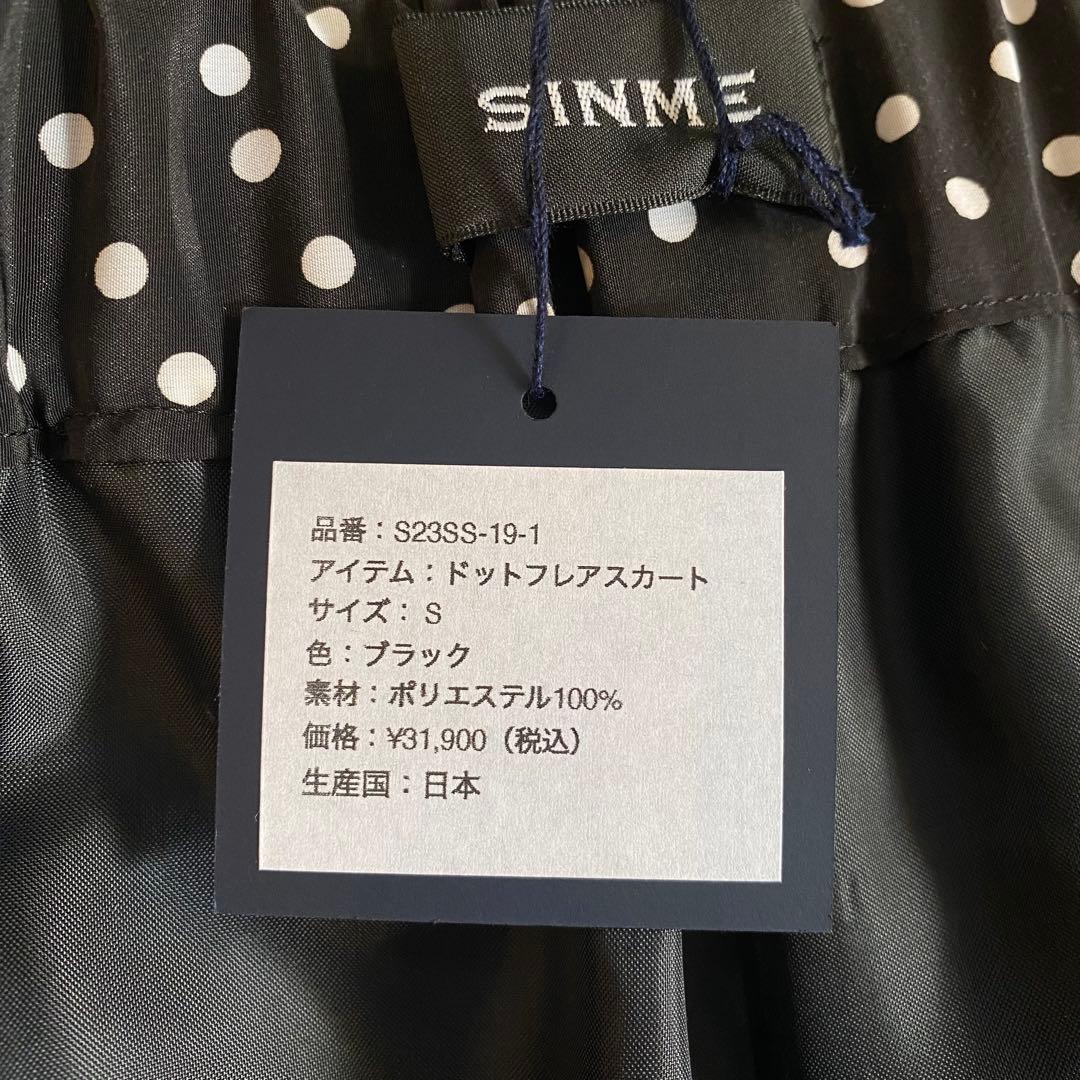 SINME
品番：S23SS-19-1
アイテム：ドットフレアスカート
サイズ：S
色：ブラック
素材：ポリエステル100%
価格：¥31,900（税込）
生産国：日本